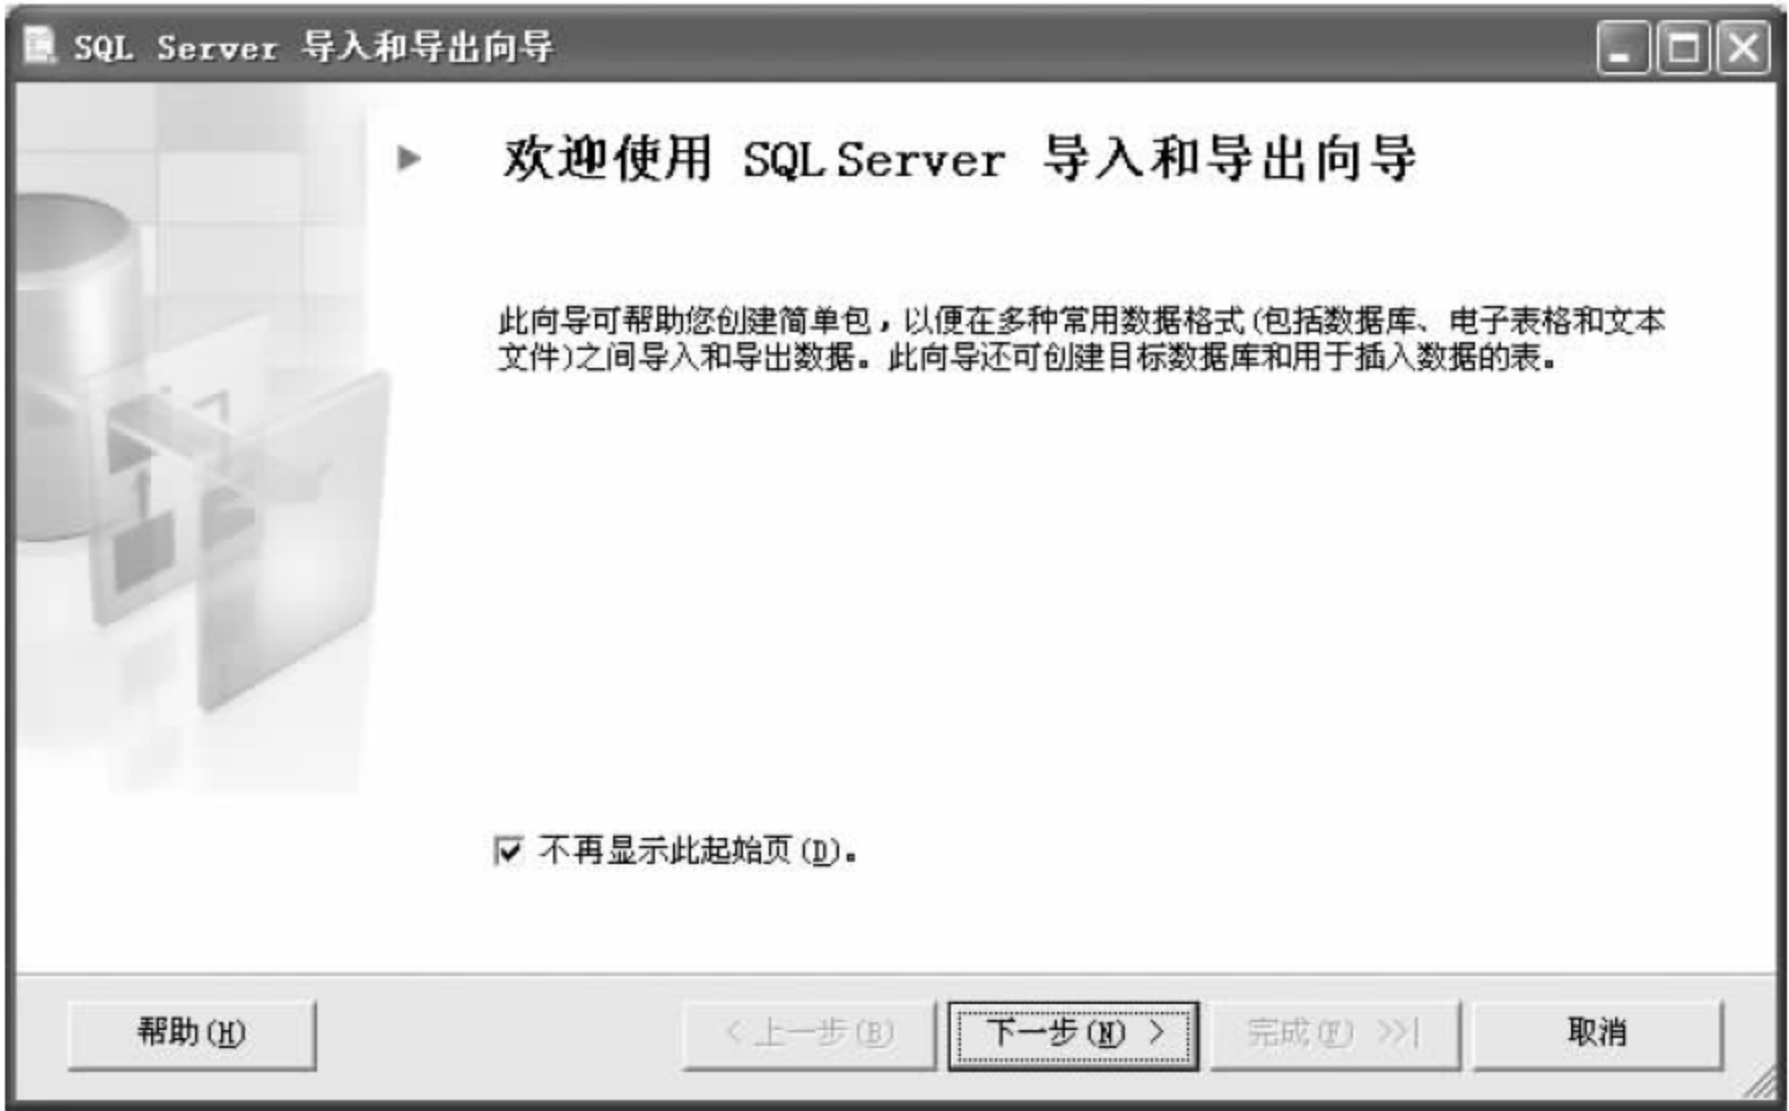 SQL Server 导入和导出向导
欢迎使用 SQL Server 导入和导出向导
此向导可帮助您创建简单包，以便在多种常用数据格式(包括数据库、电子表格和文本
文件)之间导入和导出数据。此向导还可创建目标数据库和用于插入数据的表。
不再显示此起始页(D)。
帮助(H) < 上一步(B) 下一步(N) > 完成(F) >>| 取消